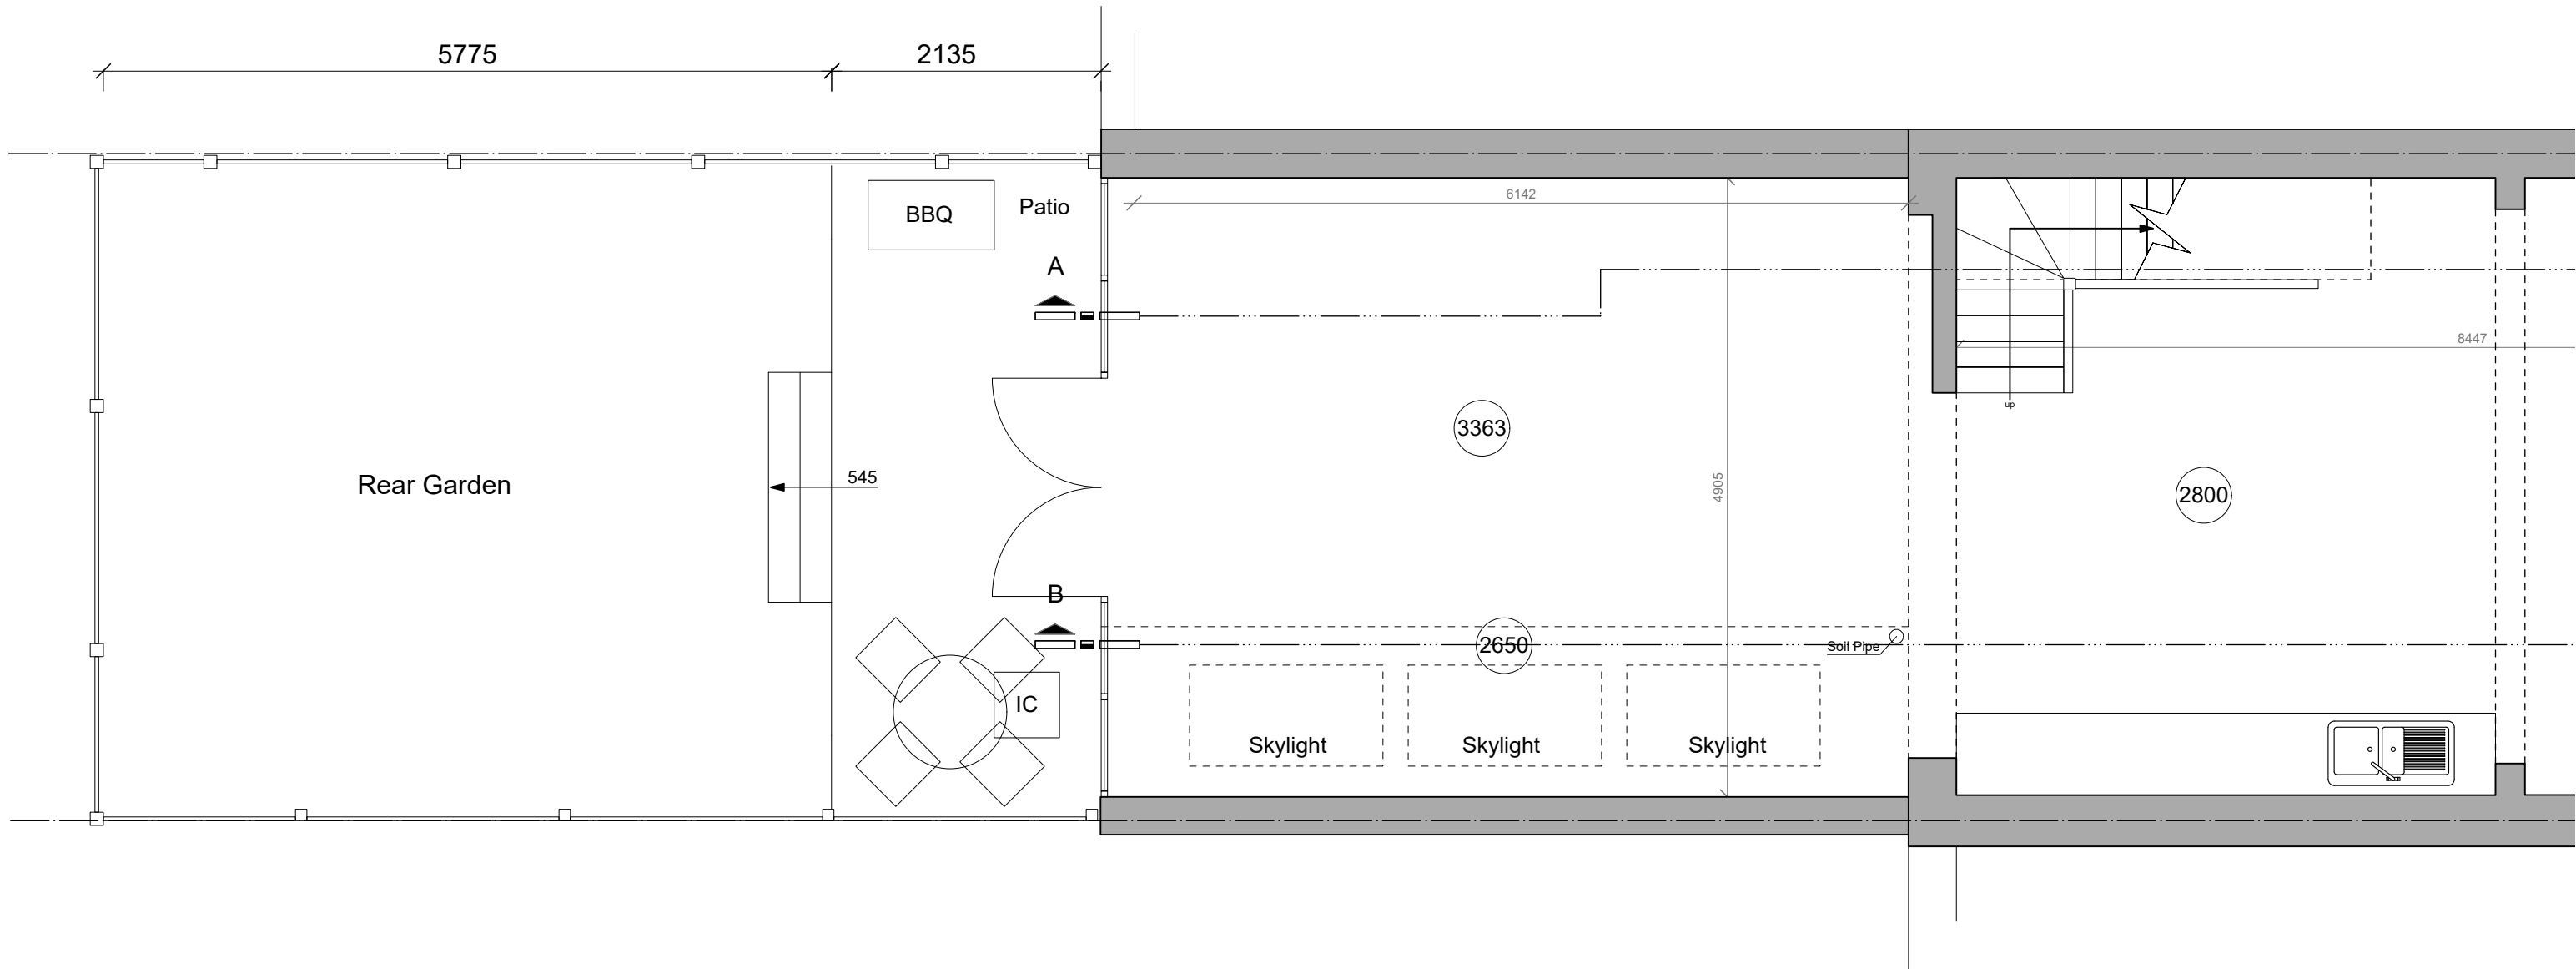 5775
2135
BBQ
Patio
6142
A
8447
up
3363
Rear Garden
545
4905
2800
B
2650
Soil Pipe
IC
Skylight
Skylight
Skylight